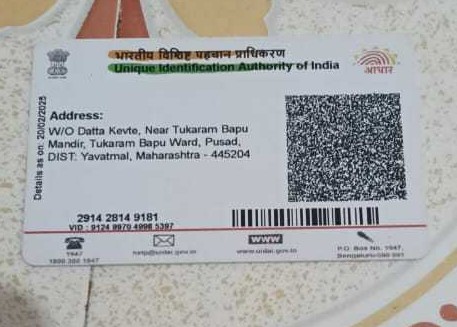 भारतीय विशिष्ट पहचान प्राधिकरण
Unique Identification Authority of India
आधार
Details as on: 20/02/2025
Address:
W/O Datta Kevte, Near Tukaram Bapu
Mandir, Tukaram Bapu Ward, Pusad,
DIST: Yavatmal, Maharashtra - 445204
2914 2814 9181
VID : 9124 9970 4998 5397
1947
1800 300 1947
help@uidai.gov.in
www
www.uidai.gov.in
P.O. Box No. 1947,
Bengaluru-560 001